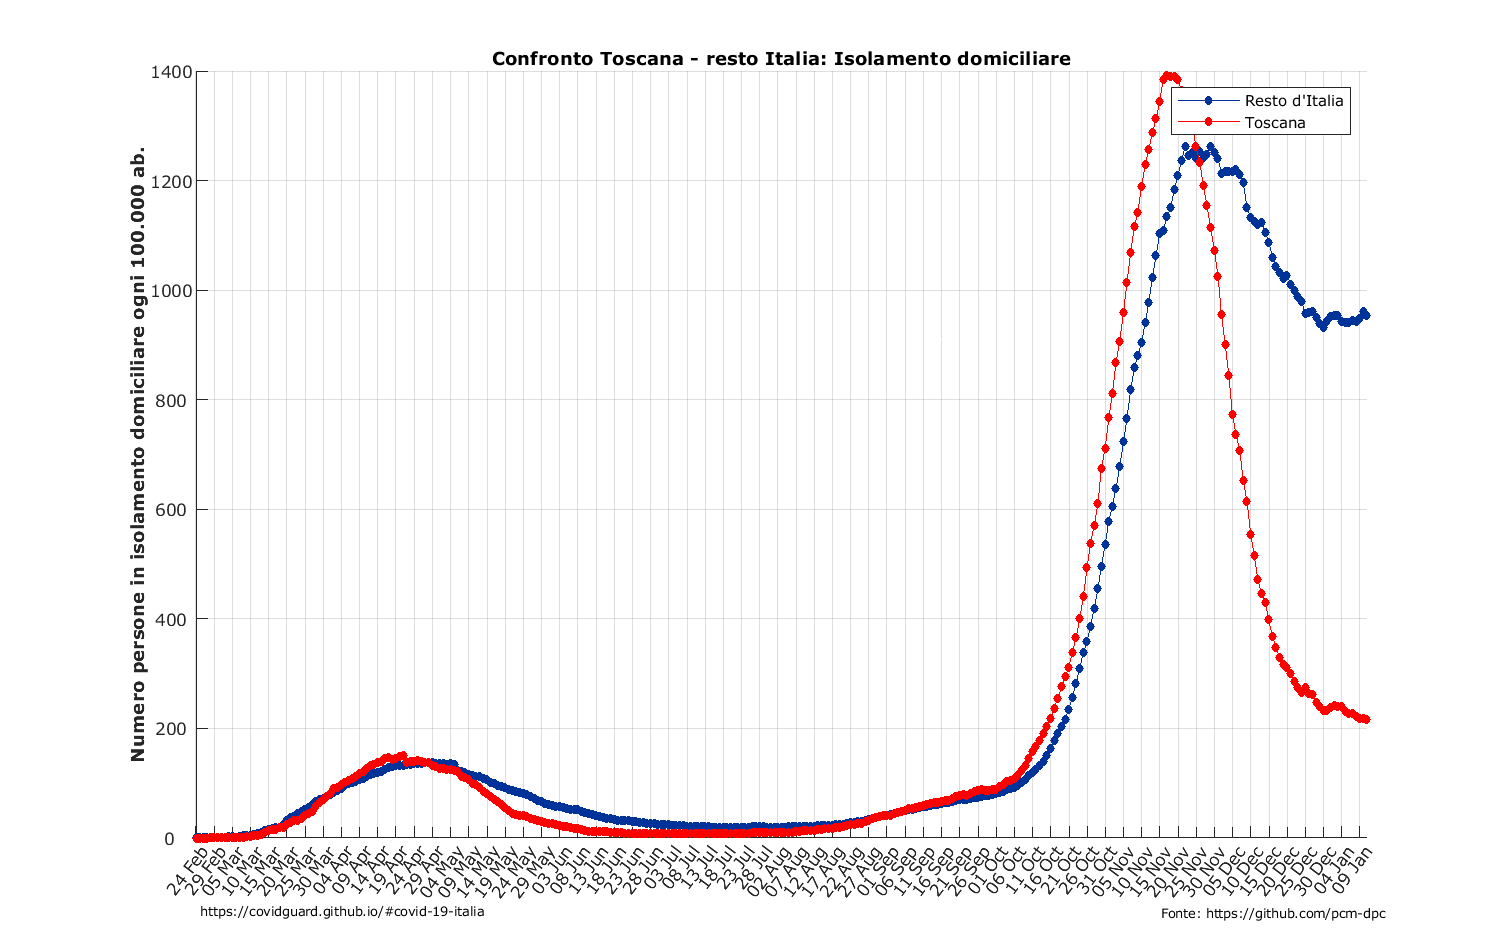 Confronto Toscana - resto Italia: Isolamento domiciliare
Numero persone in isolamento domiciliare ogni 100.000 ab.
1400
1200
1000
800
600
400
200
0
Resto d'Italia
Toscana
24 Feb
29 Feb
05 Mar
10 Mar
15 Mar
20 Mar
25 Mar
30 Mar
04 Apr
09 Apr
14 Apr
19 Apr
24 Apr
29 Apr
04 May
09 May
14 May
19 May
24 May
29 May
03 Jun
08 Jun
13 Jun
18 Jun
23 Jun
28 Jun
03 Jul
08 Jul
13 Jul
18 Jul
23 Jul
28 Jul
02 Aug
07 Aug
12 Aug
17 Aug
22 Aug
27 Aug
01 Sep
06 Sep
11 Sep
16 Sep
21 Sep
26 Sep
01 Oct
06 Oct
11 Oct
16 Oct
21 Oct
26 Oct
31 Oct
05 Nov
10 Nov
15 Nov
20 Nov
25 Nov
30 Nov
05 Dec
10 Dec
15 Dec
20 Dec
25 Dec
30 Dec
04 Jan
09 Jan
https://covidguard.github.io/#covid-19-italia
Fonte: https://github.com/pcm-dpc